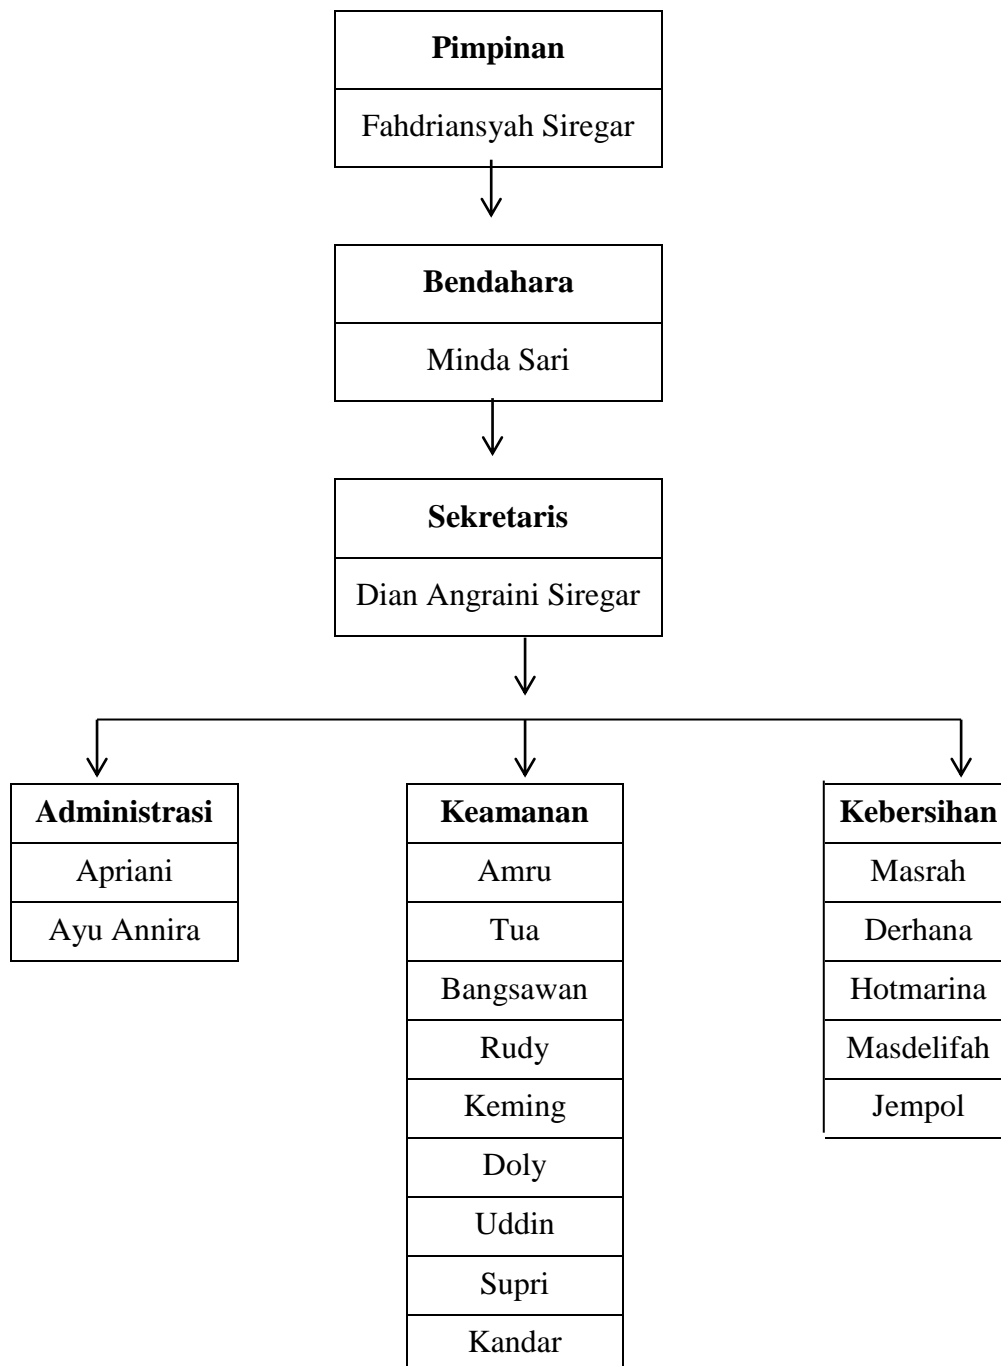 Pimpinan
Fahdriansyah Siregar
Bendahara
Minda Sari
Sekretaris
Dian Angraini Siregar
Administrasi
Apriani
Ayu Annira
Keamanan
Amru
Tua
Bangsawan
Rudy
Keming
Doly
Uddin
Supri
Kandar
Kebersihan
Masrah
Derhana
Hotmarina
Masdelifah
Jempol